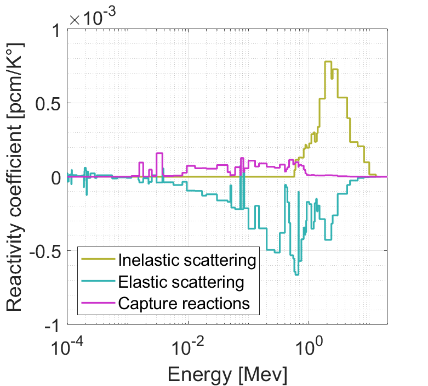 ×10⁻³
1
0.5
0
-0.5
-1
Reactivity coefficient [pcm/K°]
Inelastic scattering
Elastic scattering
Capture reactions
10⁻⁴ 10⁻² 10⁰
Energy [Mev]